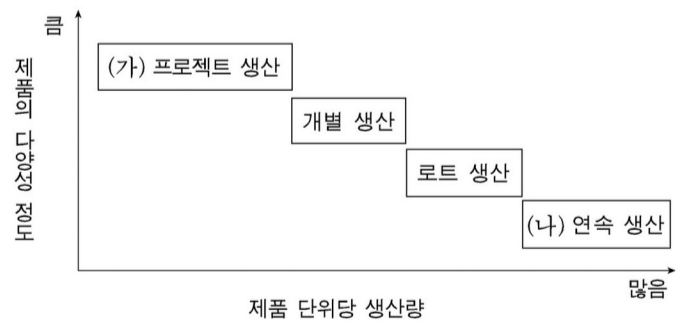 큼
제품의 다양성 정도
(가) 프로젝트 생산
개별 생산
로트 생산
(나) 연속 생산
많음
제품 단위당 생산량